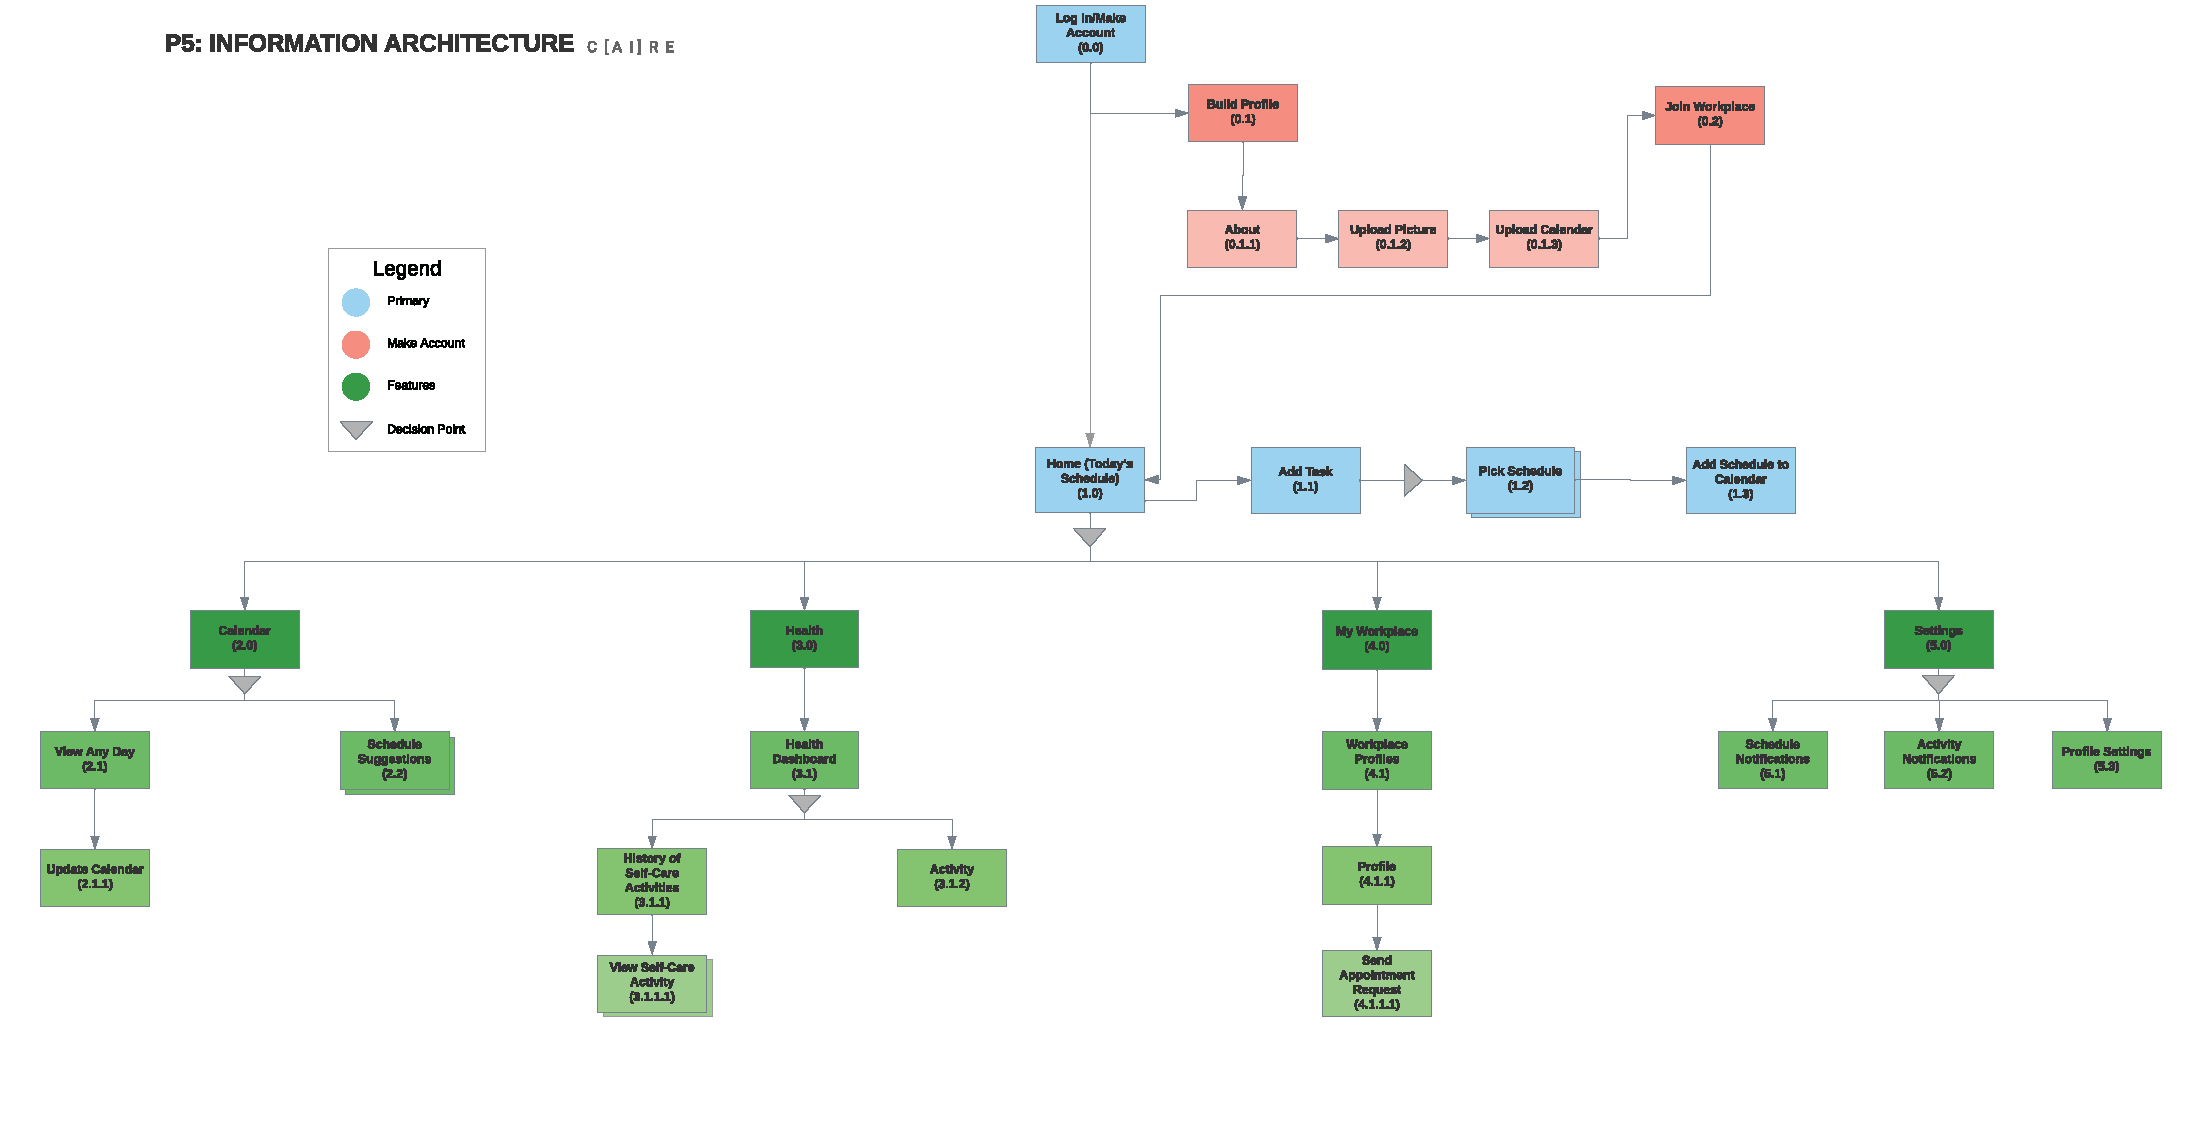 P5: INFORMATION ARCHITECTURE C[AI]RE
Log In/Make
Account
(0.0)
Build Profile
(0.1)
Join Workplace
(0.2)
About
(0.1.1)
Upload Picture
(0.1.2)
Upload Calendar
(0.1.3)
Legend
Primary
Make Account
Features
Decision Point
Home (Today's
Schedule)
(1.0)
Add Task
(1.1)
Pick Schedule
(1.2)
Add Schedule to
Calendar
(1.3)
Calendar
(2.0)
Health
(3.0)
My Workplace
(4.0)
Settings
(5.0)
View Any Day
(2.1)
Schedule
Suggestions
(2.2)
Health
Dashboard
(3.1)
Workplace
Profiles
(4.1)
Schedule
Notifications
(5.1)
Activity
Notifications
(5.2)
Profile Settings
(5.3)
Update Calendar
(2.1.1)
History of
Self-Care
Activities
(3.1.1)
Activity
(3.1.2)
Profile
(4.1.1)
View Self-Care
Activity
(3.1.1.1)
Send
Appointment
Request
(4.1.1.1)